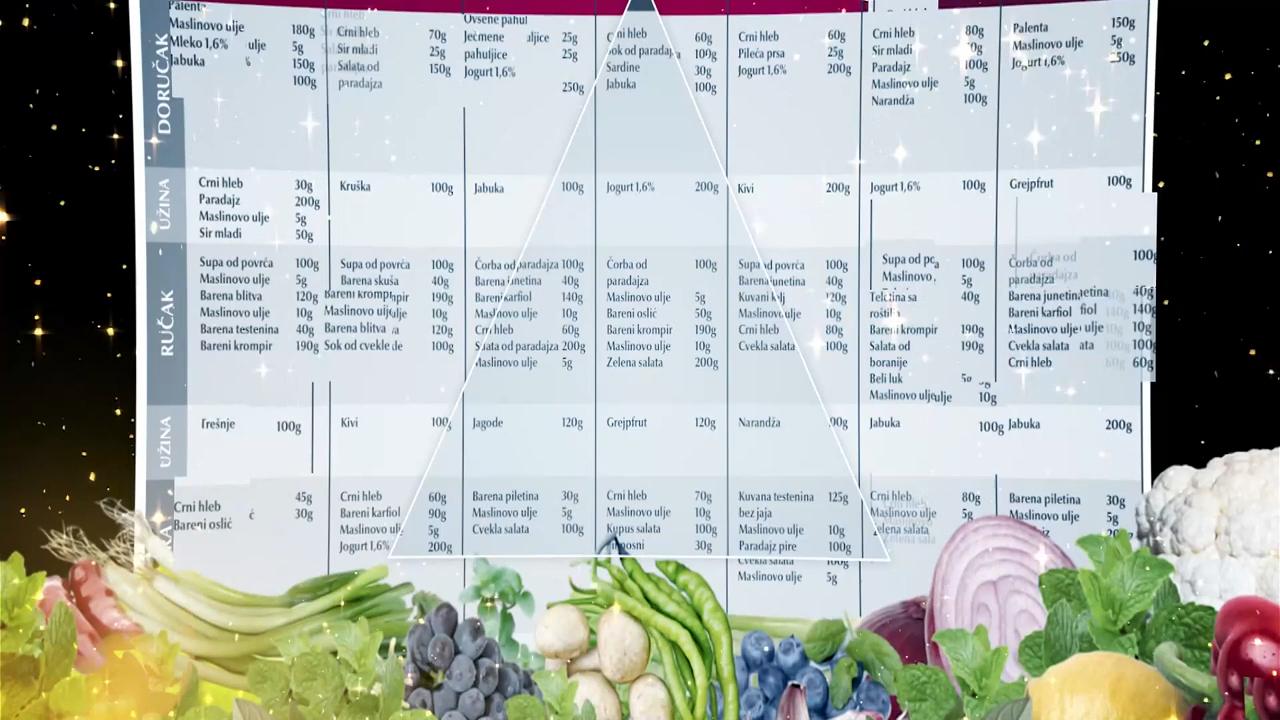 DORUČAK
Maslinovo ulje 180g
Mleko 1,6% ulje 5g
Jabuka 150g
100g
Crni hleb 70g
Sir mladi 25g
Salata od 150g
paradajza
Ovsene pahul
Ječmene 25g
pahuljice 25g
Jogurt 1,6%
250g
Crni hleb 60g
100g
Sardine 30g
Jabuka 100g
Crni hleb 60g
Pileća prsa 25g
Jogurt 1,6% 200g
Crni hleb 80g
Sir mladi
Paradajz 100g
Maslinovo ulje 5g
Narandža 100g
Palenta 150g
Maslinovo ulje 5g
Jogurt 1,6%
UŽINA
Crni hleb 30g
Paradajz 200g
Maslinovo ulje 5g
Sir mladi 50g
Kruška 100g
Jabuka 100g
Jogurt 1,6% 200g
Kivi 200g
Jogurt 1,6% 100g
Grejpfrut 100g
RUČAK
Supa od povrća 100g
Maslinovo ulje 5g
Barena blitva 120g
Maslinovo ulje 10g
Barena testenina 40g
Bareni krompir 190g
Supa od povrća 100g
Barena skuša 40g
Bareni krompir 190g
Maslinovo ulje 10g
Barena blitva 120g
Sok od cvekle 100g
Čorba od paradajza 100g
Barena junetina 40g
Bareni karfiol 140g
Maslinovo ulje 10g
Crni hleb 60g
Salata od paradajza 200g
Maslinovo ulje 5g
Čorba od 100g
paradajza
Maslinovo ulje 5g
Bareni oslić 50g
Bareni krompir 190g
Maslinovo ulje 10g
Zelena salata 200g
Supa od povrća 100g
Barena junetina 40g
Kuvani kelj 120g
Maslinovo ulje 10g
Crni hleb 80g
Cvekla salata 100g
Supa od 100g
Maslinovo 5g
Teletina sa 40g
roštilja
Bareni krompir 190g
Salata od 190g
boranije
Beli luk
Maslinovo ulje 10g
Čorba od 100g
paradajza
Barena junetina 40g
Bareni karfiol 140g
Maslinovo ulje 10g
Cvekla salata 100g
Crni hleb 60g
UŽINA
Trešnje 100g
Kivi 100g
Jagode 120g
Grejpfrut 120g
Narandža
Jabuka 100g
Jabuka 200g
Crni hleb 45g
Bareni oslić 30g
Crni hleb 60g
Bareni karfiol 90g
Maslinovo ulje 5g
Jogurt 1,6% 200g
Barena piletina 30g
Maslinovo ulje 5g
Cvekla salata 100g
Crni hleb 70g
Maslinovo ulje 10g
Kupus salata 100g
30g
Kuvana testenina 125g
bez jaja
Maslinovo ulje 10g
Paradajz pire 100g
Cvekla salata 100g
Maslinovo ulje 5g
Crni hleb 80g
Maslinovo ulje 5g
Zelena salata
Barena piletina 30g
Maslinovo ulje 5g